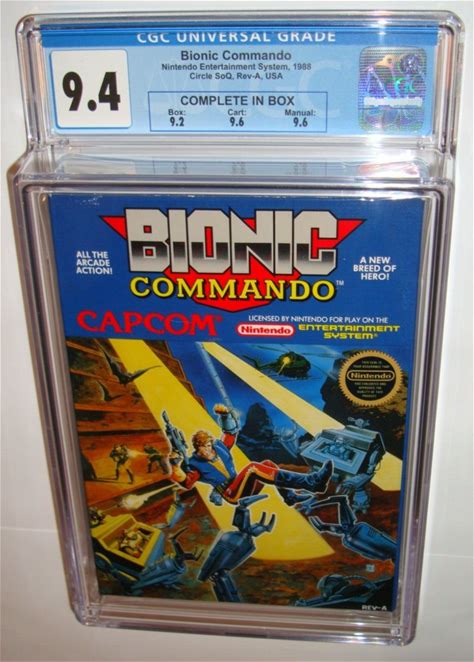 CGC UNIVERSAL GRADE
9.4
Bionic Commando
Nintendo Entertainment System, 1988
Circle SoQ, Rev-A, USA
COMPLETE IN BOX
Box: Cart: Manual:
9.2 9.6 9.6
BIONIC
COMMANDO™
ALL THE
ARCADE
ACTION!
A NEW
BREED OF
HERO!
CAPCOM®
LICENSED BY NINTENDO FOR PLAY ON THE
Nintendo ENTERTAINMENT
SYSTEM®
Nintendo
REV-A